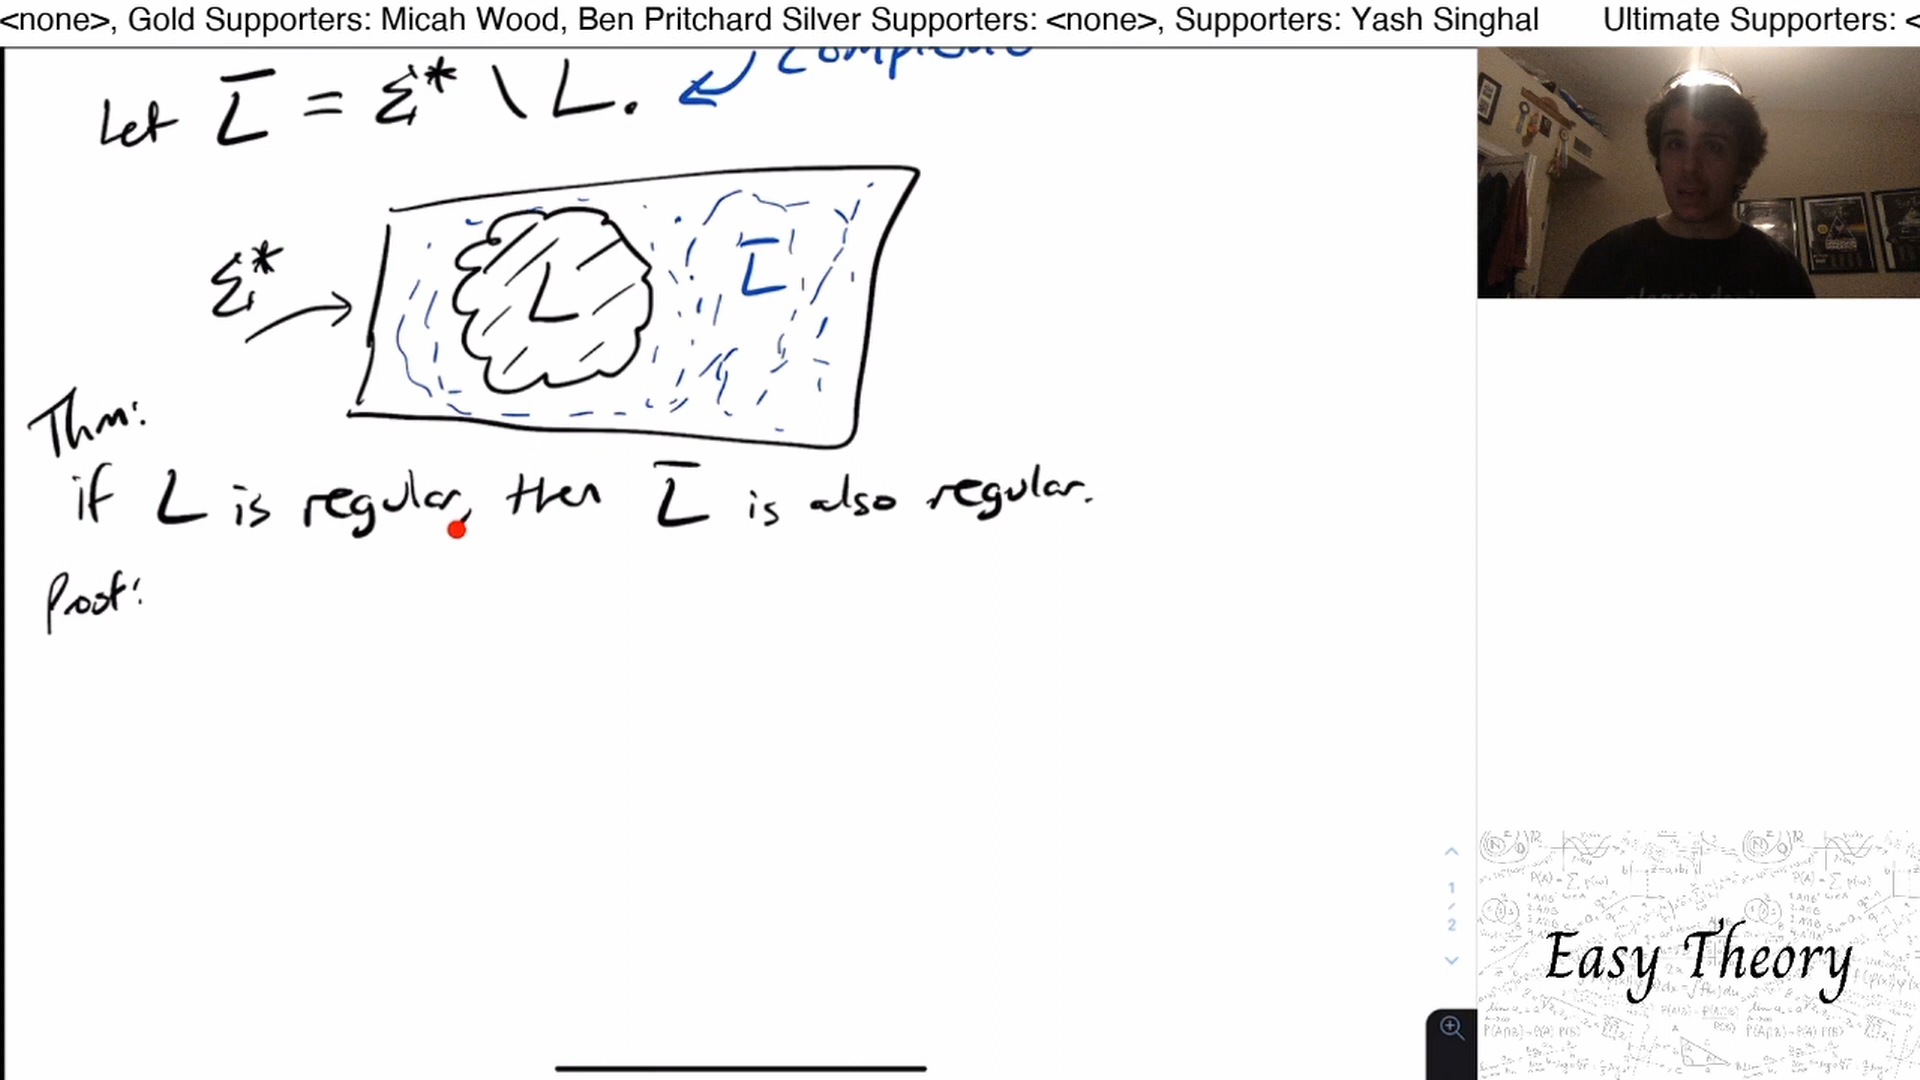 <none>, Gold Supporters: Micah Wood, Ben Pritchard Silver Supporters: <none>, Supporters: Yash Singhal Ultimate Supporters: <
Let L̅ = Σ* \ L.
Σ*
L
L̅
Thm:
if L is regular, then L̅ is also regular.
Proof:
1
2
Easy Theory